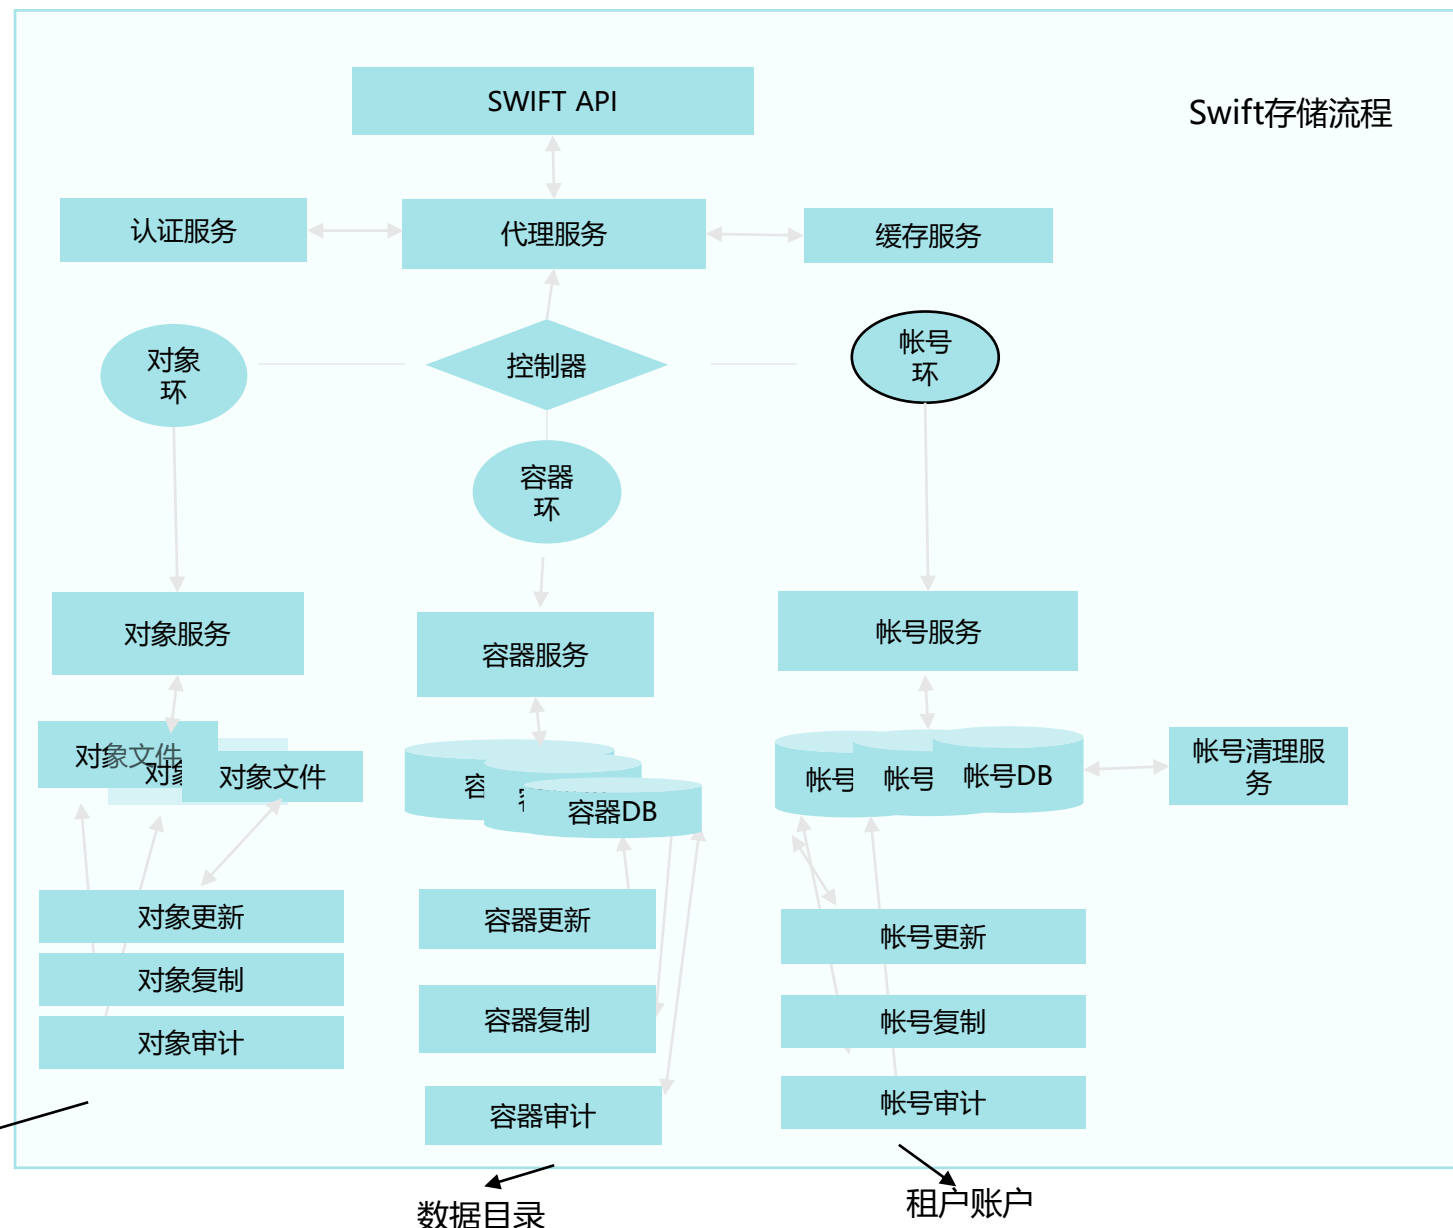 SWIFT API
Swift存储流程
认证服务
代理服务
缓存服务
对象
环
控制器
帐号
环
容器
环
对象服务
容器服务
帐号服务
对象文件
对象文件
容器DB
帐号
帐号
帐号DB
帐号清理服
务
对象更新
对象复制
对象审计
容器更新
容器复制
容器审计
帐号更新
帐号复制
帐号审计
数据目录
租户账户